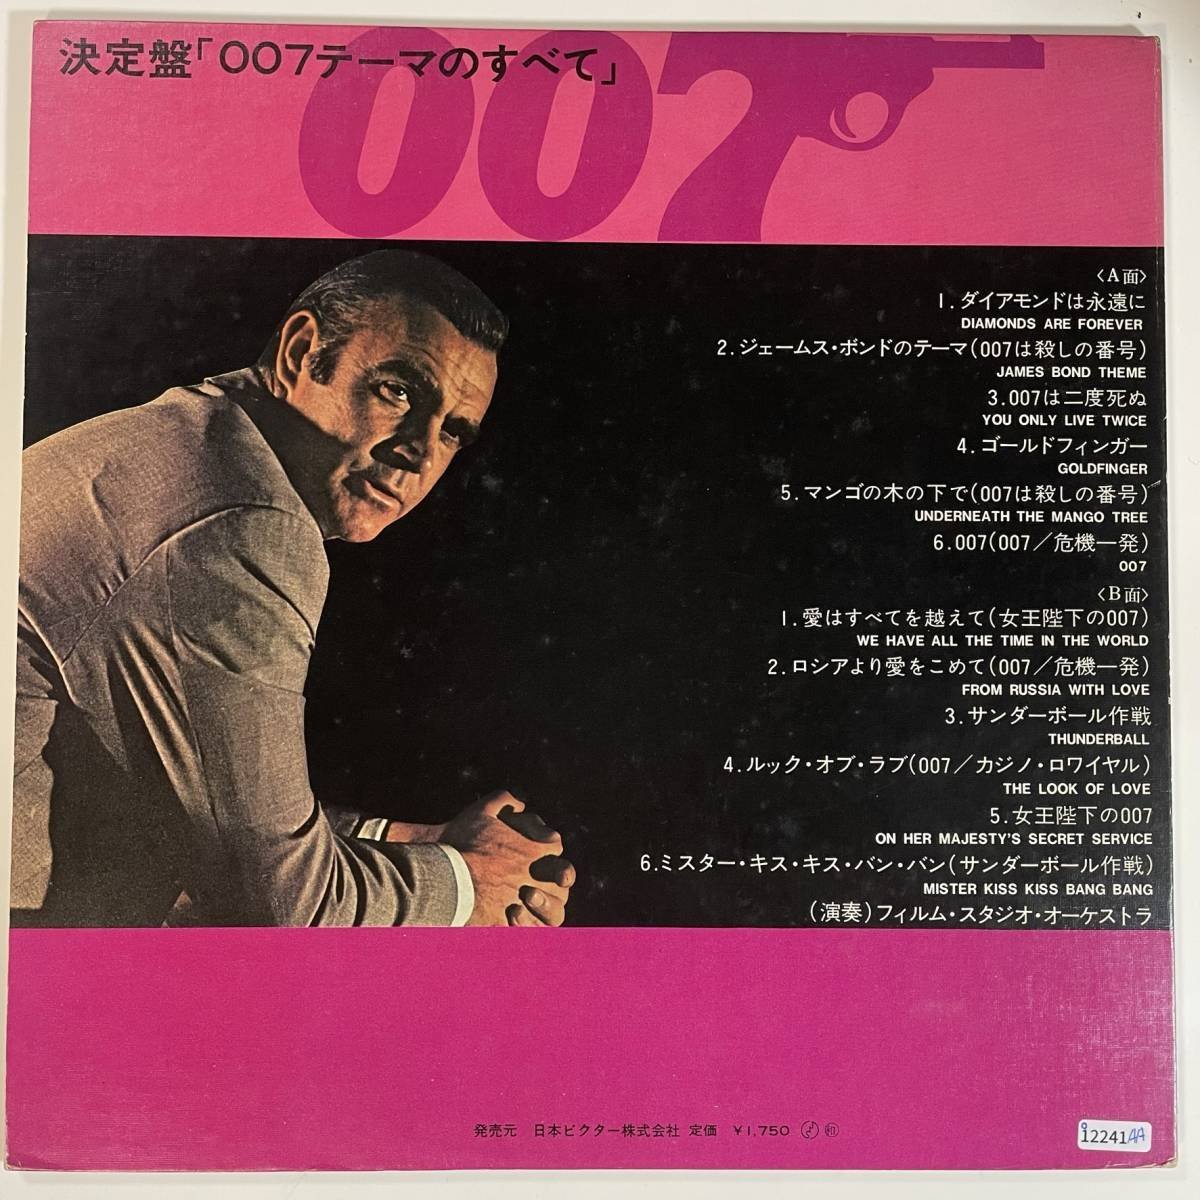 決定盤「007テーマのすべて」
007
〈A面〉
1.ダイアモンドは永遠に
DIAMONDS ARE FOREVER
2.ジェームス・ボンドのテーマ(007は殺しの番号)
JAMES BOND THEME
3.007は二度死ぬ
YOU ONLY LIVE TWICE
4.ゴールドフィンガー
GOLDFINGER
5.マンゴの木の下で(007は殺しの番号)
UNDERNEATH THE MANGO TREE
6.007(007／危機一発)
007
〈B面〉
1.愛はすべてを越えて(女王陛下の007)
WE HAVE ALL THE TIME IN THE WORLD
2.ロシアより愛をこめて(007／危機一発)
FROM RUSSIA WITH LOVE
3.サンダーボール作戦
THUNDERBALL
4.ルック・オブ・ラブ(007／カジノ・ロワイヤル)
THE LOOK OF LOVE
5.女王陛下の007
ON HER MAJESTY'S SECRET SERVICE
6.ミスター・キス・キス・バン・バン(サンダーボール作戦)
MISTER KISS KISS BANG BANG
(演奏)フィルム・スタジオ・オーケストラ
発売元 日本ビクター株式会社 定価 ￥1,750
12241AA